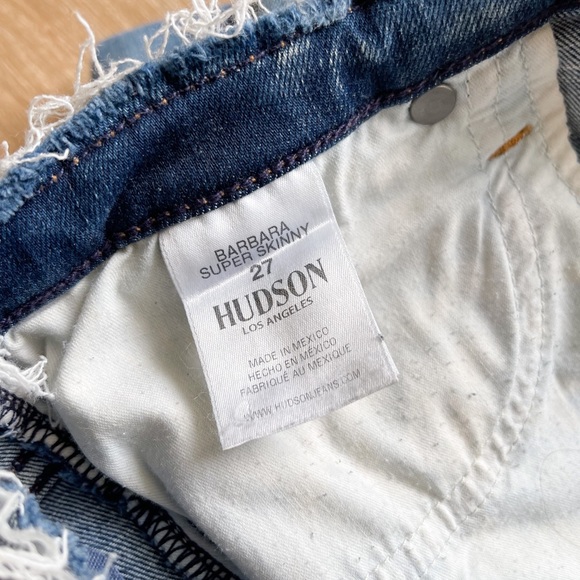 BARBARA
SUPER SKINNY
27
HUDSON
LOS ANGELES
MADE IN MEXICO
HECHO EN MÉXICO
FABRIQUÉ AU MEXIQUE
WWW.HUDSONJEANS.COM